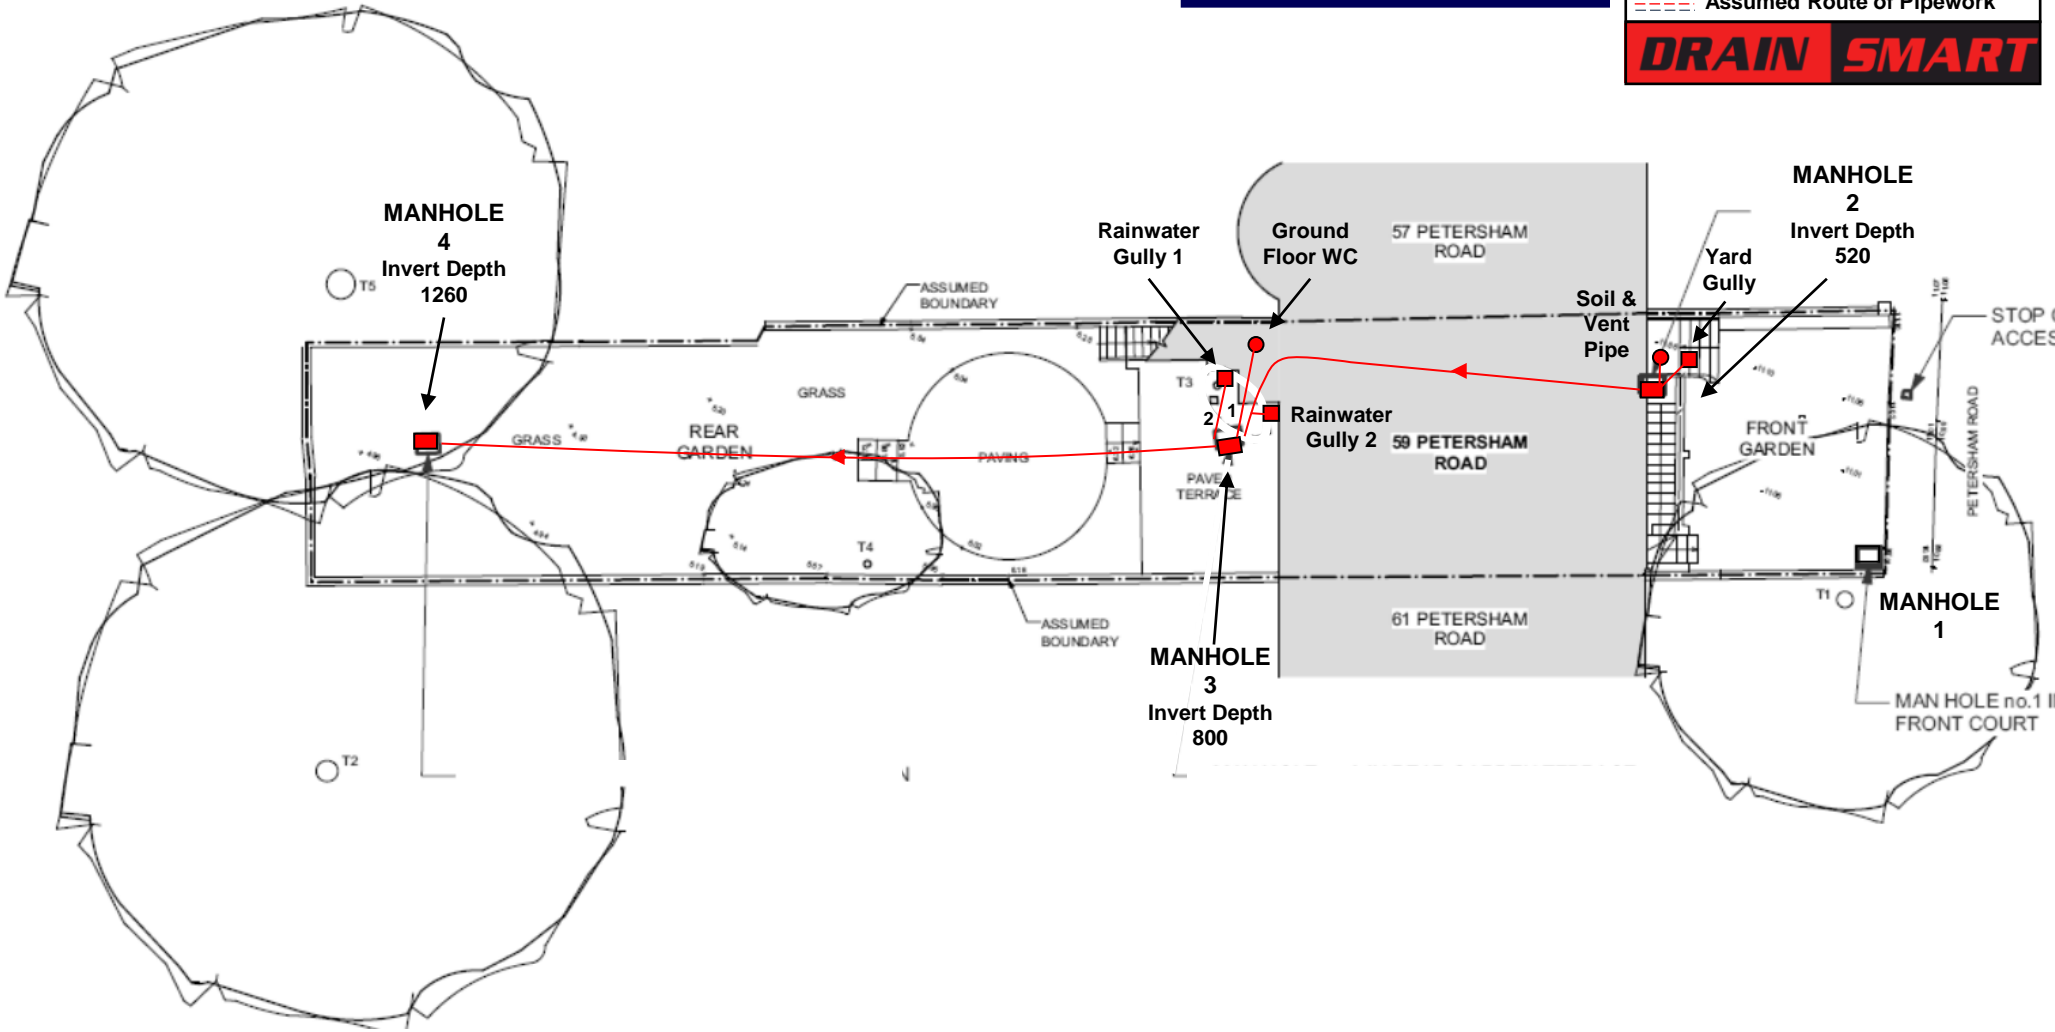 Assumed Route of Pipework
DRAIN SMART
MANHOLE
4
Invert Depth
1260
T5
ASSUMED
BOUNDARY
Rainwater
Gully 1
Ground
Floor WC
57 PETERSHAM
ROAD
Soil &
Vent
Pipe
Yard
Gully
MANHOLE
2
Invert Depth
520
STOP
ACCES
GRASS
GRASS
REAR
GARDEN
PAVING
T3
2
1
Rainwater
Gully 2
59 PETERSHAM
ROAD
FRONT
GARDEN
PETERSHAM ROAD
PAVE
TERRACE
T4
ASSUMED
BOUNDARY
61 PETERSHAM
ROAD
T1
MANHOLE
1
MANHOLE
3
Invert Depth
800
MAN HOLE no.1
FRONT COURT
T2